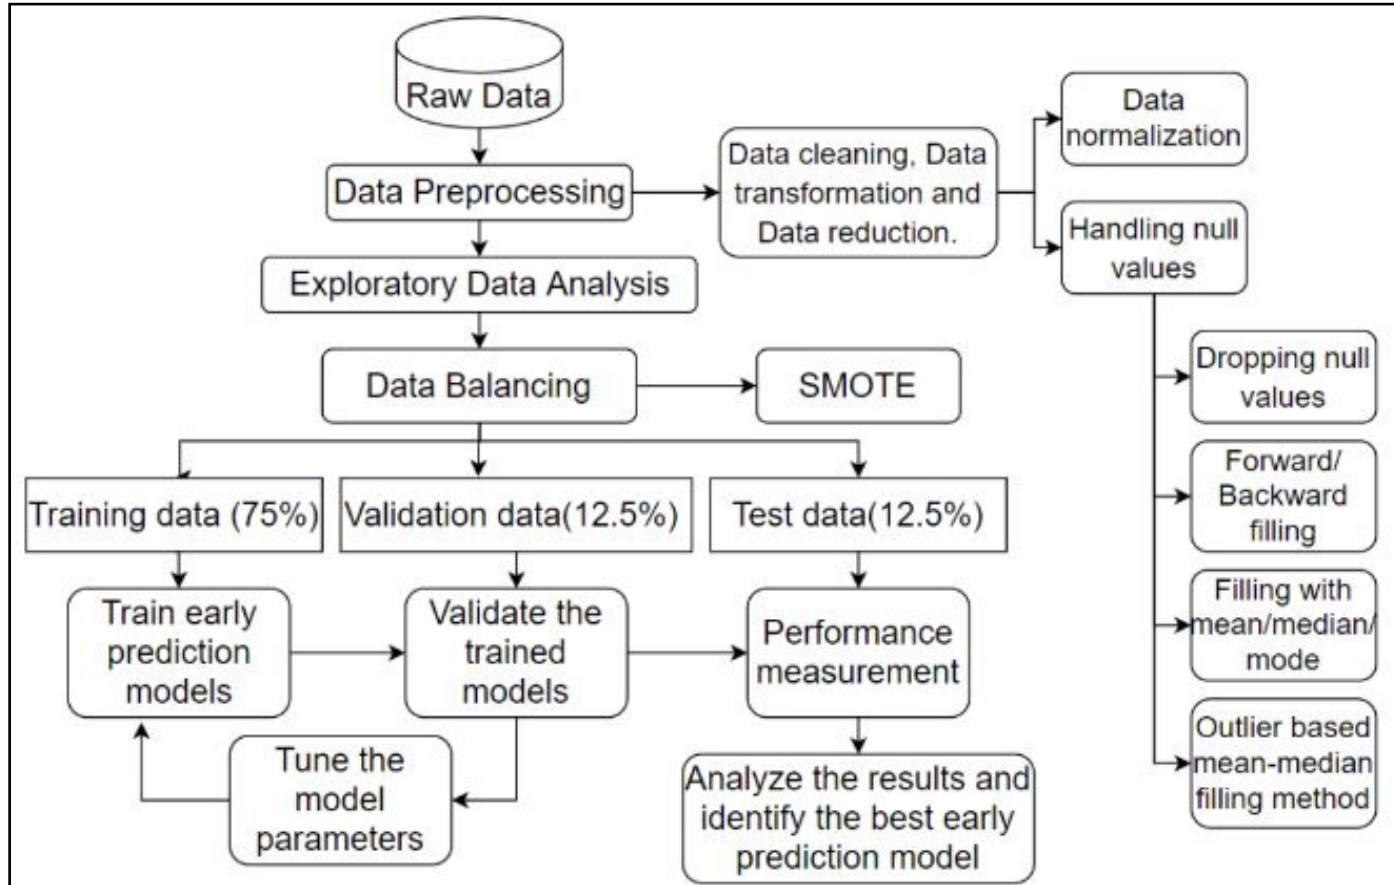 Raw Data
Data Preprocessing
Data cleaning, Data
transformation and
Data reduction.
Data
normalization
Handling null
values
Exploratory Data Analysis
Data Balancing
SMOTE
Dropping null
values
Forward/
Backward
filling
Filling with
mean/median/
mode
Outlier based
mean-median
filling method
Training data (75%)
Validation data(12.5%)
Test data(12.5%)
Train early
prediction
models
Validate the
trained
models
Performance
measurement
Tune the
model
parameters
Analyze the results and
identify the best early
prediction model